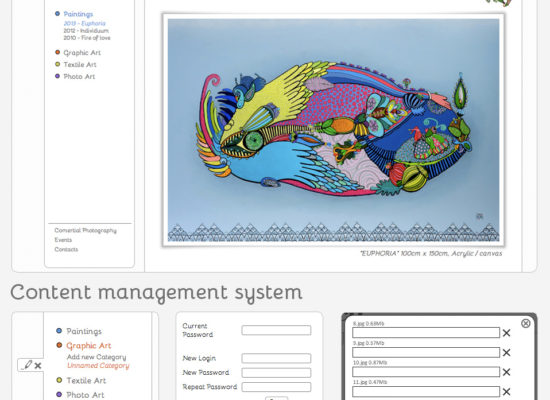 Paintings
2013 - Euphoria
2012 - Individuum
2010 - Fire of love
Graphic Art
Textile Art
Photo Art
Comertial Photography
Events
Contacts
"EUPHORIA" 100cm x 150cm, Acrylic / canvas
Content management system
Paintings
Graphic Art
Add new Category
Unnamed Category
Textile Art
Photo Art
Current
Password
New Login
New Password
Repeat Password
8.jpg 0.68Mb
9.jpg 0.37Mb
10.jpg 0.87Mb
11.jpg 0.47Mb